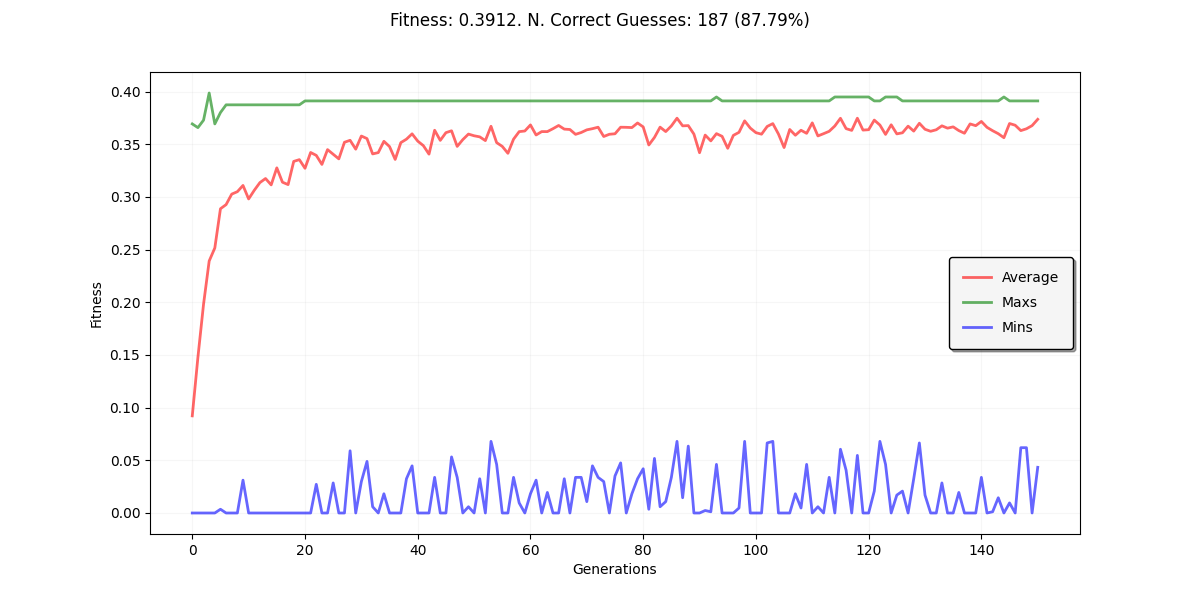 Fitness: 0.3912. N. Correct Guesses: 187 (87.79%)
0.40
0.35
0.30
0.25
0.20
0.15
0.10
0.05
0.00
Fitness
Average
Maxs
Mins
0 20 40 60 80 100 120 140
Generations